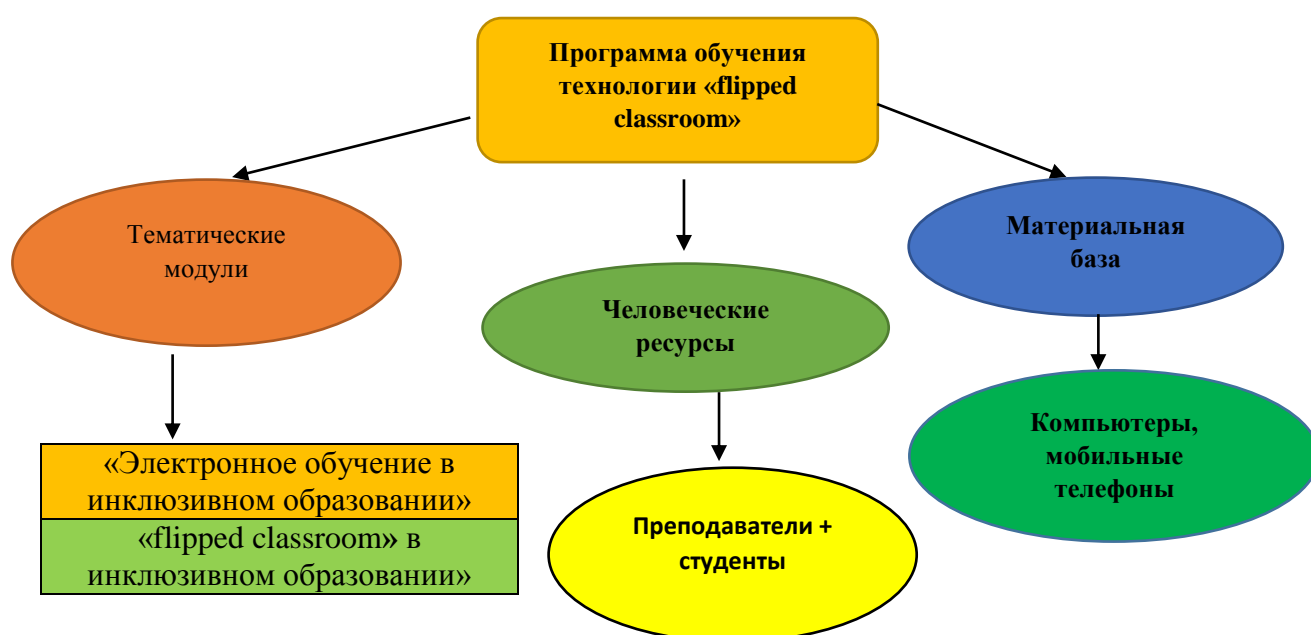 Программа обучения
технологии «flipped
classroom»
Тематические
модули
Человеческие
ресурсы
Материальная
база
«Электронное обучение в
инклюзивном образовании»
«flipped classroom» в
инклюзивном образовании»
Преподаватели +
студенты
Компьютеры,
мобильные
телефоны